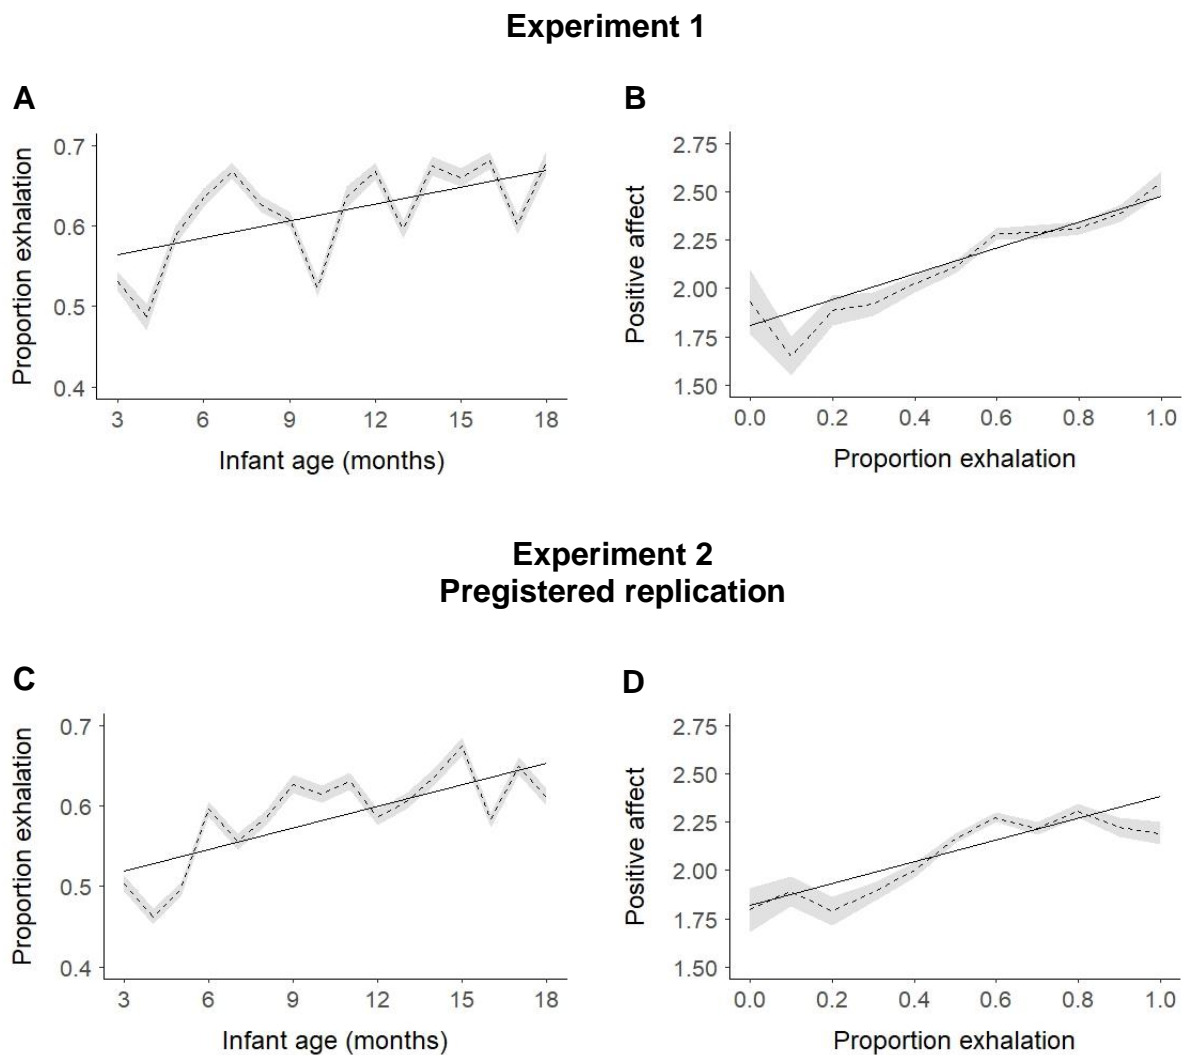 Experiment 1
A
B
Proportion exhalation
0.7
0.6
0.5
0.4
3 6 9 12 15 18
Infant age (months)
Positive affect
2.75
2.50
2.25
2.00
1.75
1.50
0.0 0.2 0.4 0.6 0.8 1.0
Proportion exhalation
Experiment 2
Pregistered replication
C
D
Proportion exhalation
0.7
0.6
0.5
0.4
3 6 9 12 15 18
Infant age (months)
Positive affect
2.75
2.50
2.25
2.00
1.75
1.50
0.0 0.2 0.4 0.6 0.8 1.0
Proportion exhalation